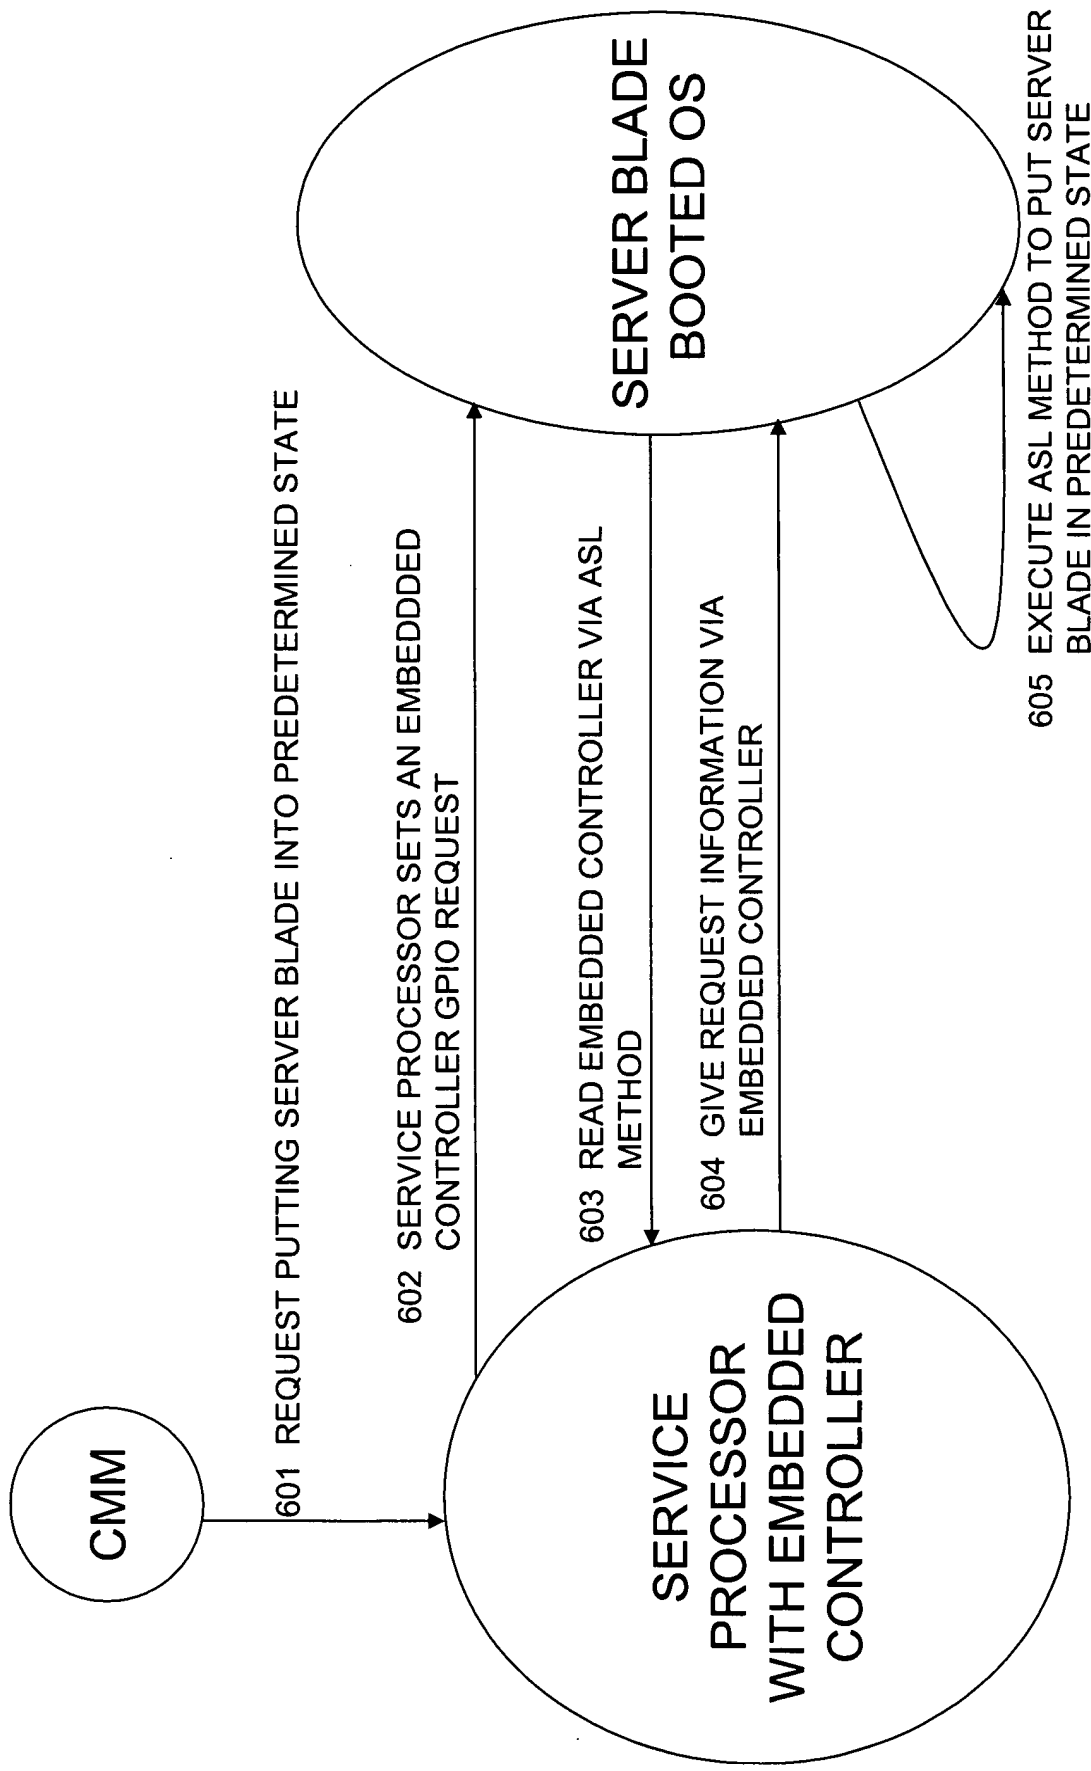 CMM
601 REQUEST PUTTING SERVER BLADE INTO PREDETERMINED STATE
602 SERVICE PROCESSOR SETS AN EMBEDDDED
CONTROLLER GPIO REQUEST
603 READ EMBEDDED CONTROLLER VIA ASL
METHOD
604 GIVE REQUEST INFORMATION VIA
EMBEDDED CONTROLLER
SERVICE
PROCESSOR
WITH EMBEDDED
CONTROLLER
SERVER BLADE
BOOTED OS
605 EXECUTE ASL METHOD TO PUT SERVER
BLADE IN PREDETERMINED STATE